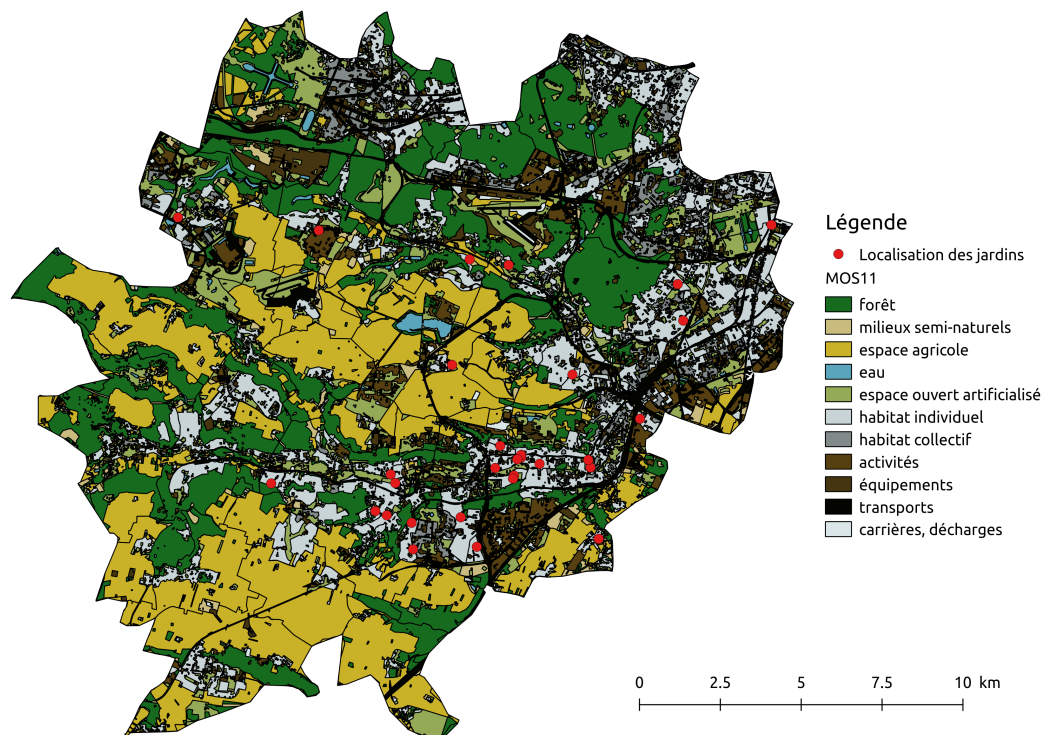 Légende
Localisation des jardins
MOS11
forêt
milieux semi-naturels
espace agricole
eau
espace ouvert artificialisé
habitat individuel
habitat collectif
activités
équipements
transports
carrières, décharges
0 2.5 5 7.5 10 km